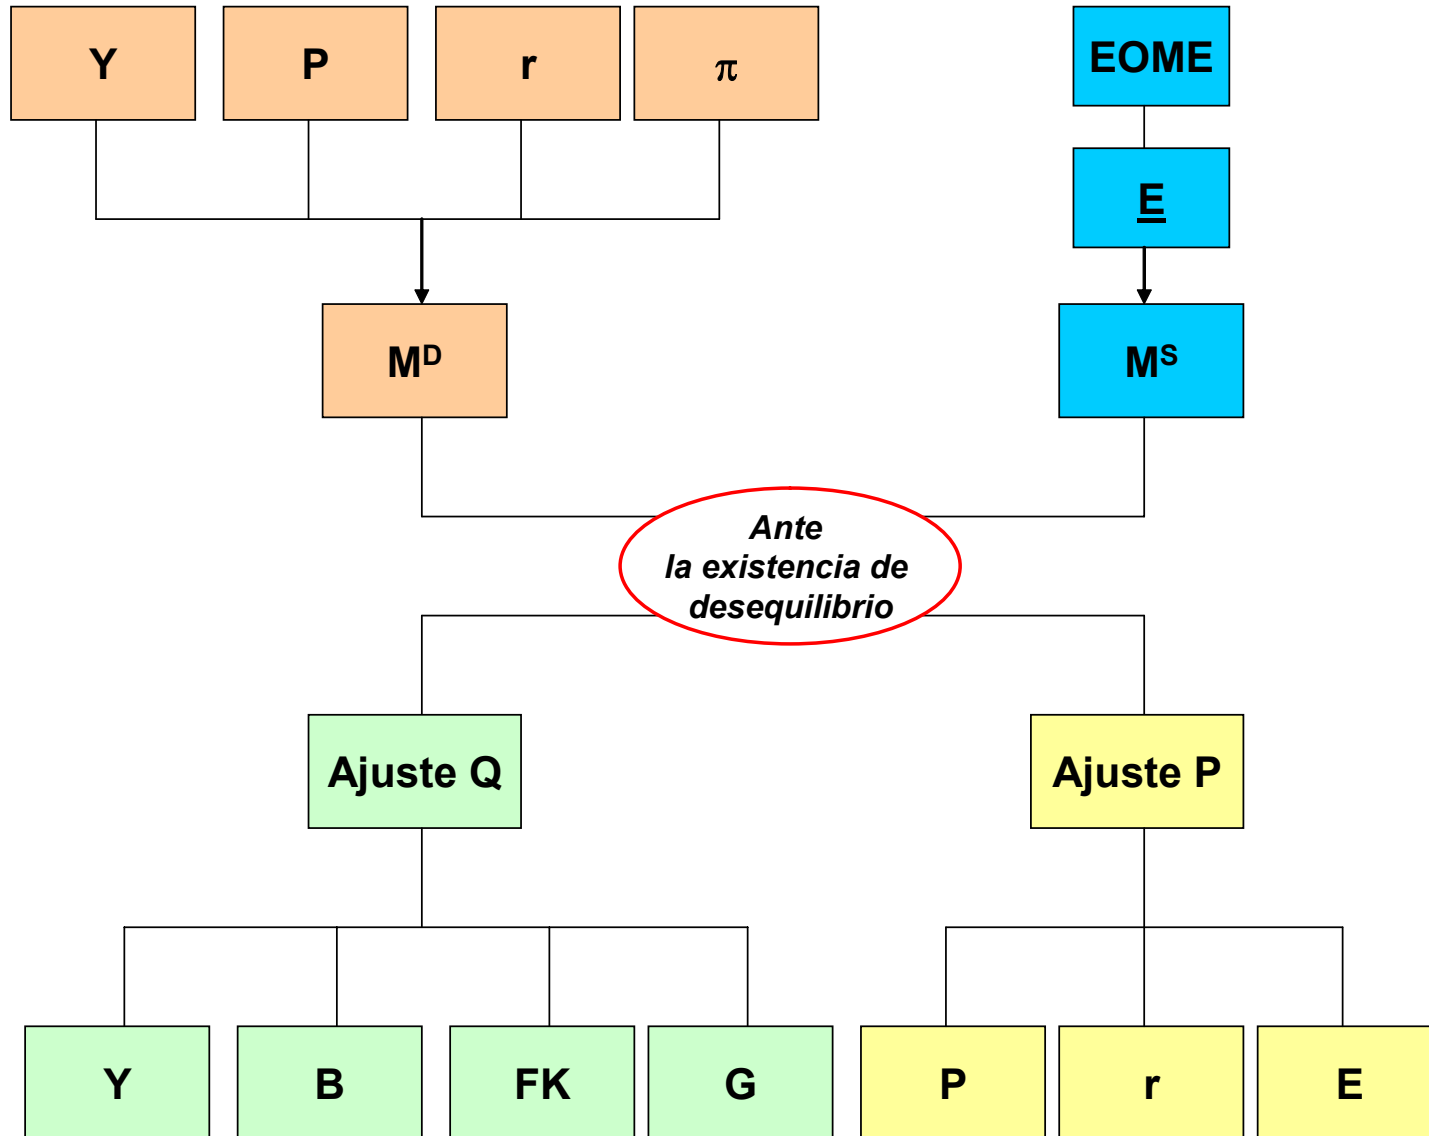 Y P r π EOME
E
Mᴰ Mˢ
Ante
la existencia de
desequilibrio
Ajuste Q Ajuste P
Y B FK G P r E